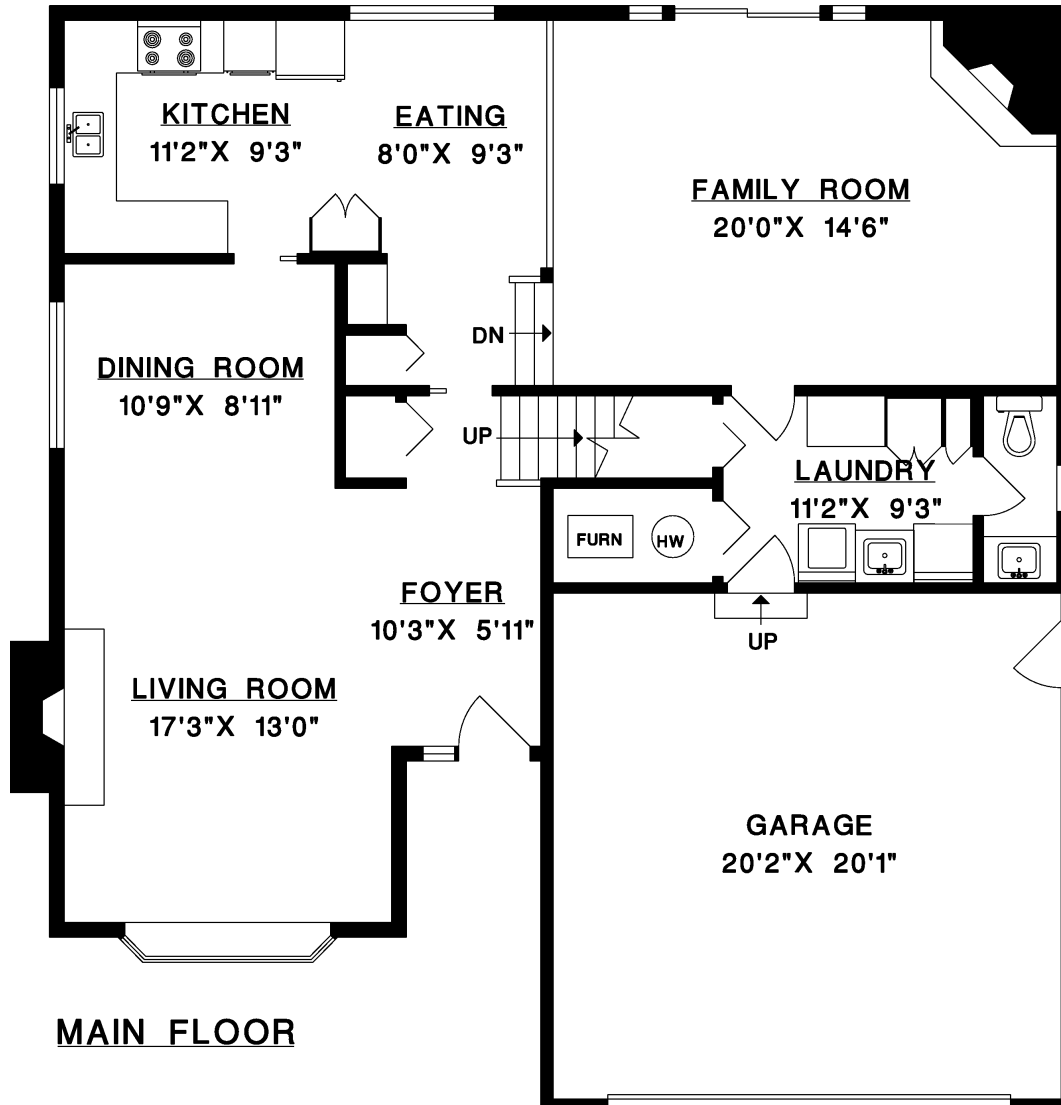 KITCHEN
11'2"X 9'3"
EATING
8'0"X 9'3"
FAMILY ROOM
20'0"X 14'6"
DN
DINING ROOM
10'9"X 8'11"
UP
LAUNDRY
11'2"X 9'3"
FURN
HW
FOYER
10'3"X 5'11"
UP
LIVING ROOM
17'3"X 13'0"
GARAGE
20'2"X 20'1"
MAIN FLOOR